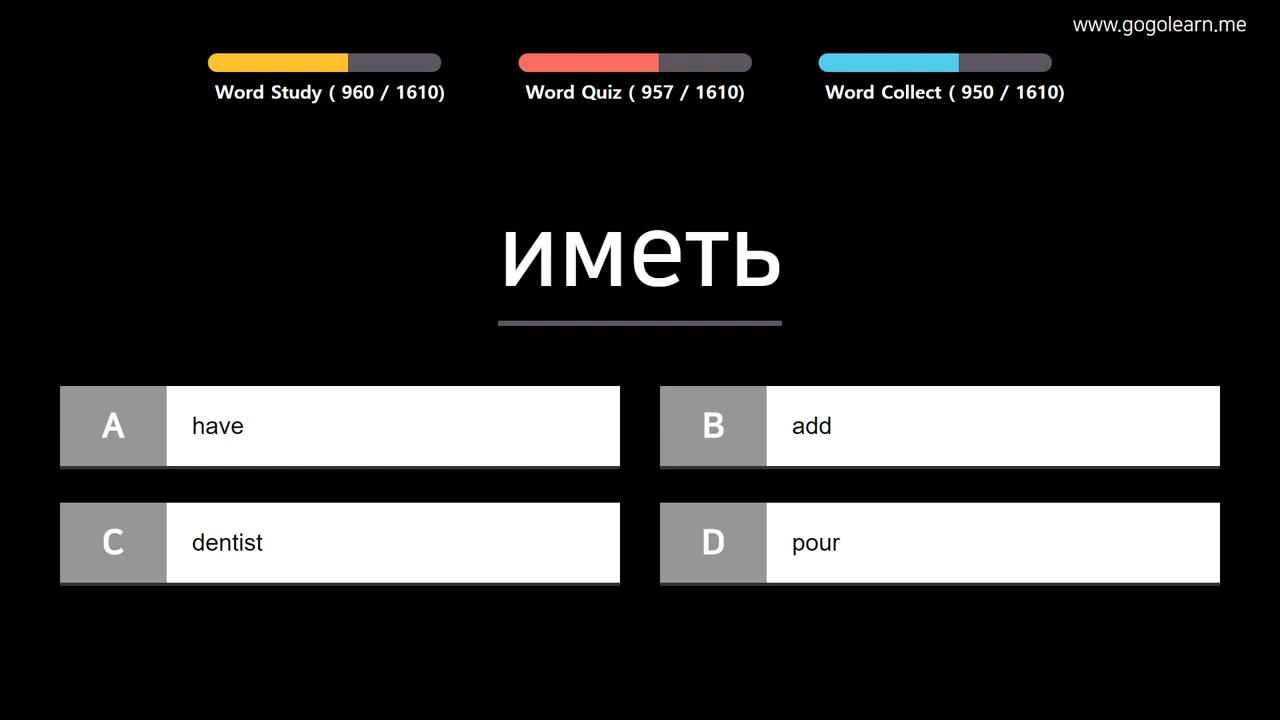 www.gogolearn.me
Word Study ( 960 / 1610)
Word Quiz ( 957 / 1610)
Word Collect ( 950 / 1610)
иметь
A have
B add
C dentist
D pour